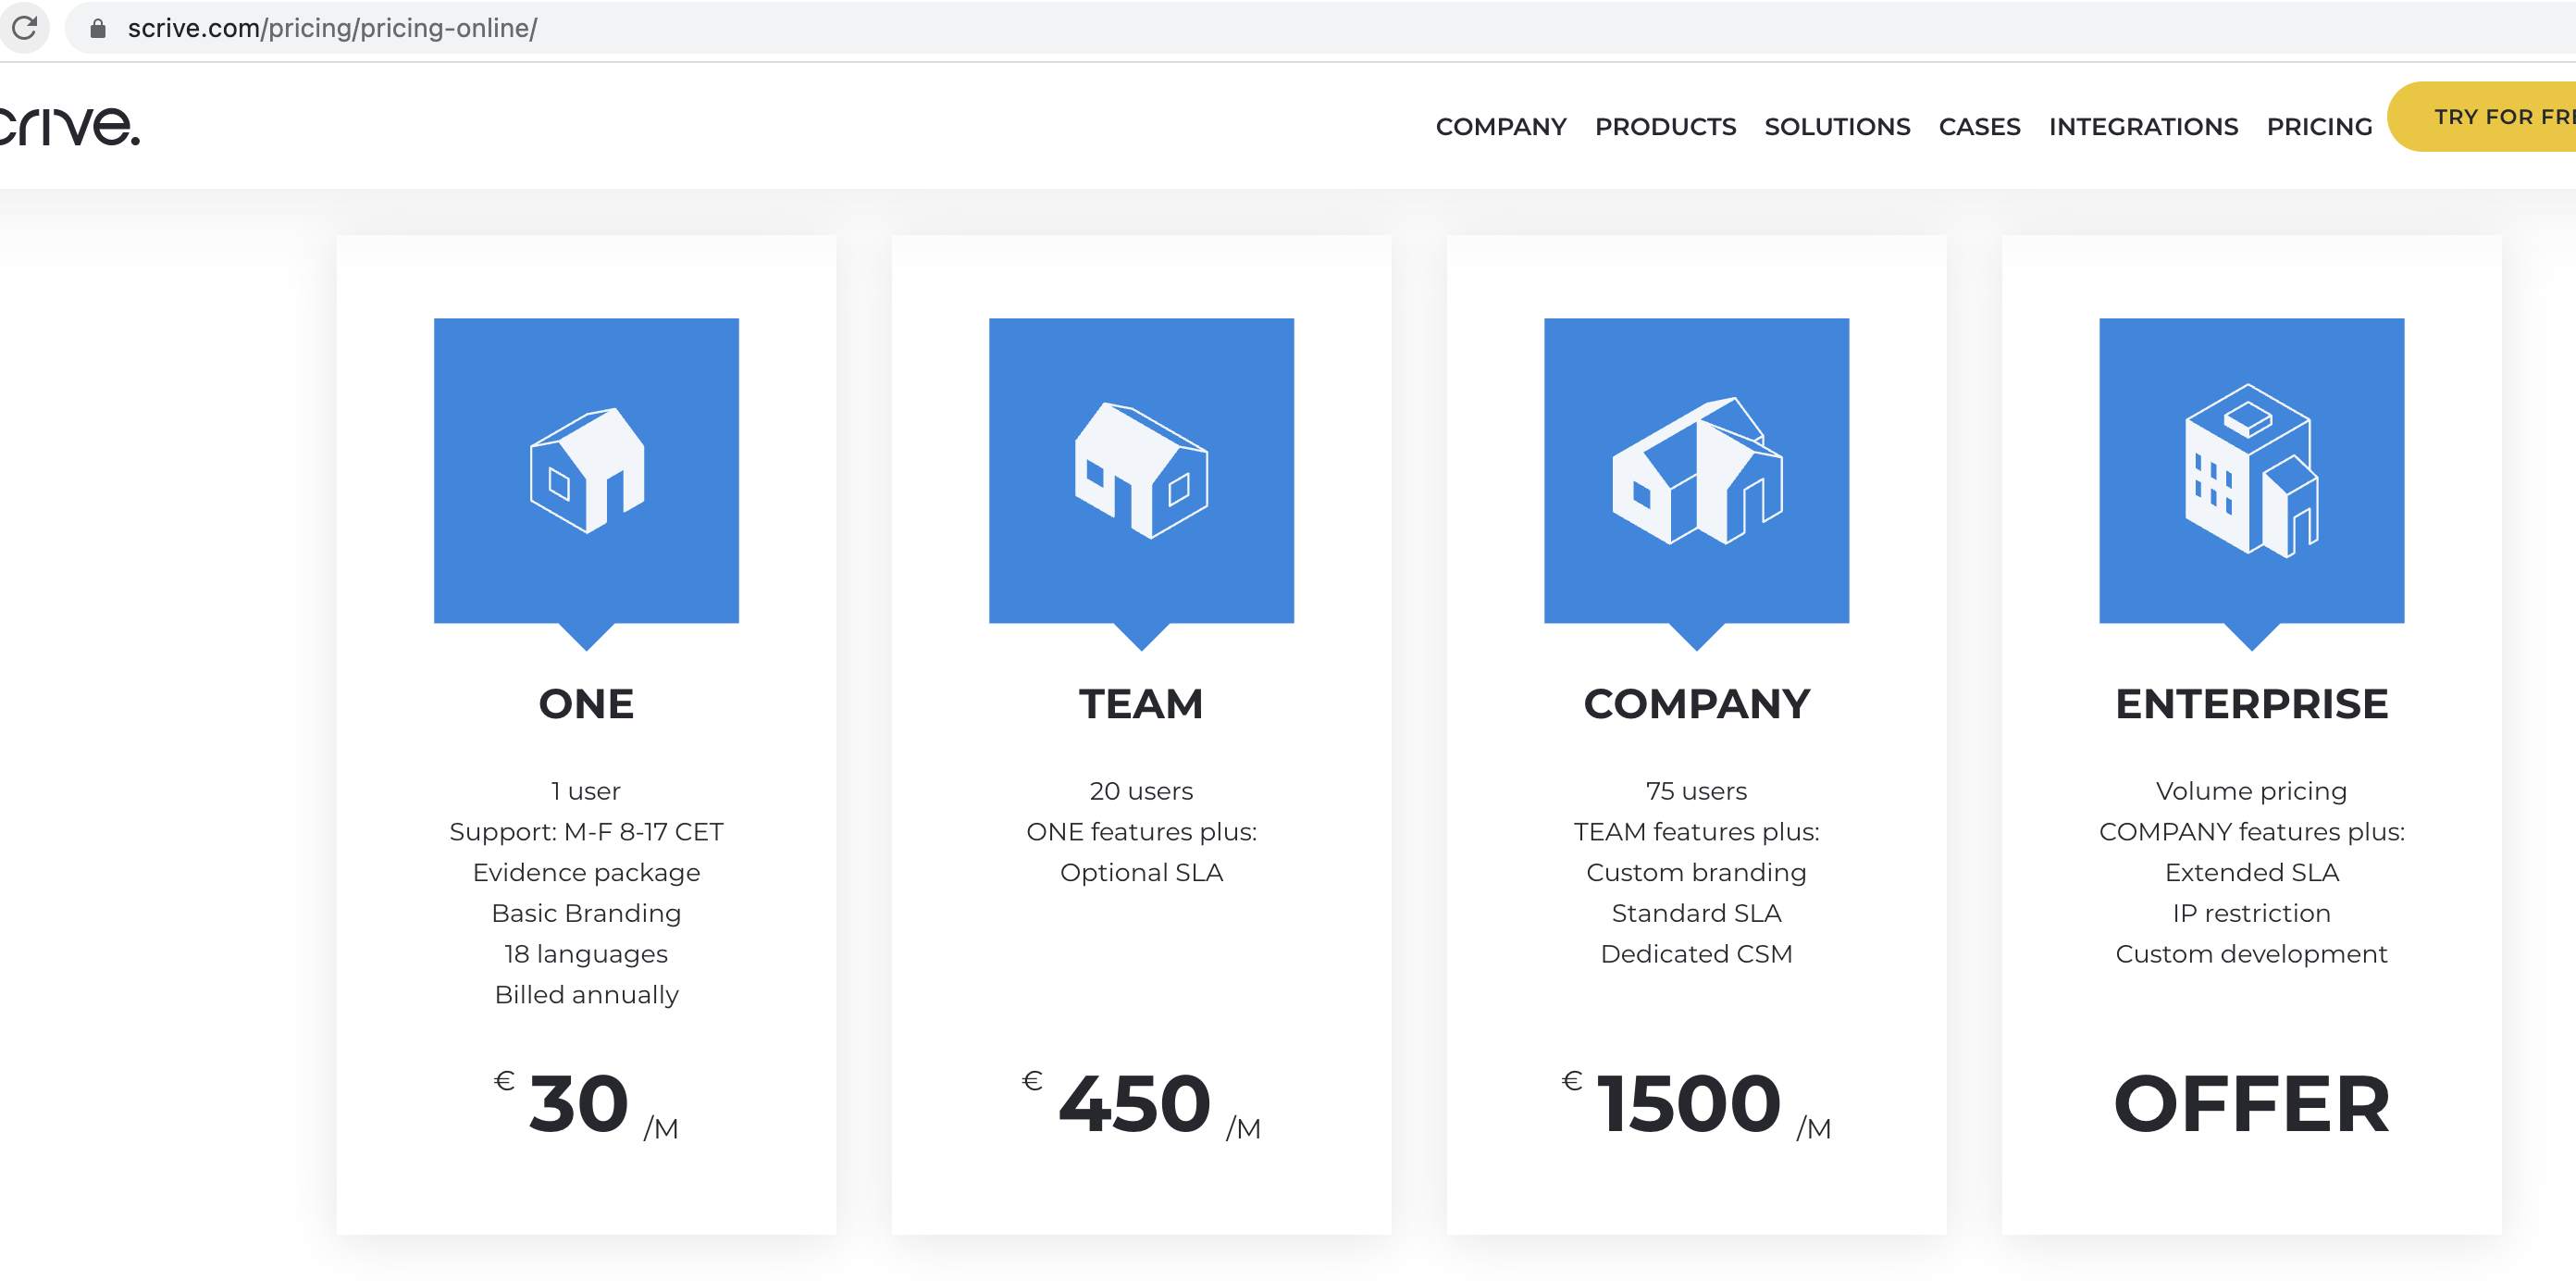 scrive.com/pricing/pricing-online/
crive.
COMPANY PRODUCTS SOLUTIONS CASES INTEGRATIONS PRICING TRY FOR FRE
ONE
1 user
Support: M-F 8-17 CET
Evidence package
Basic Branding
18 languages
Billed annually
€ 30 /M
TEAM
20 users
ONE features plus:
Optional SLA
€ 450 /M
COMPANY
75 users
TEAM features plus:
Custom branding
Standard SLA
Dedicated CSM
€ 1500 /M
ENTERPRISE
Volume pricing
COMPANY features plus:
Extended SLA
IP restriction
Custom development
OFFER